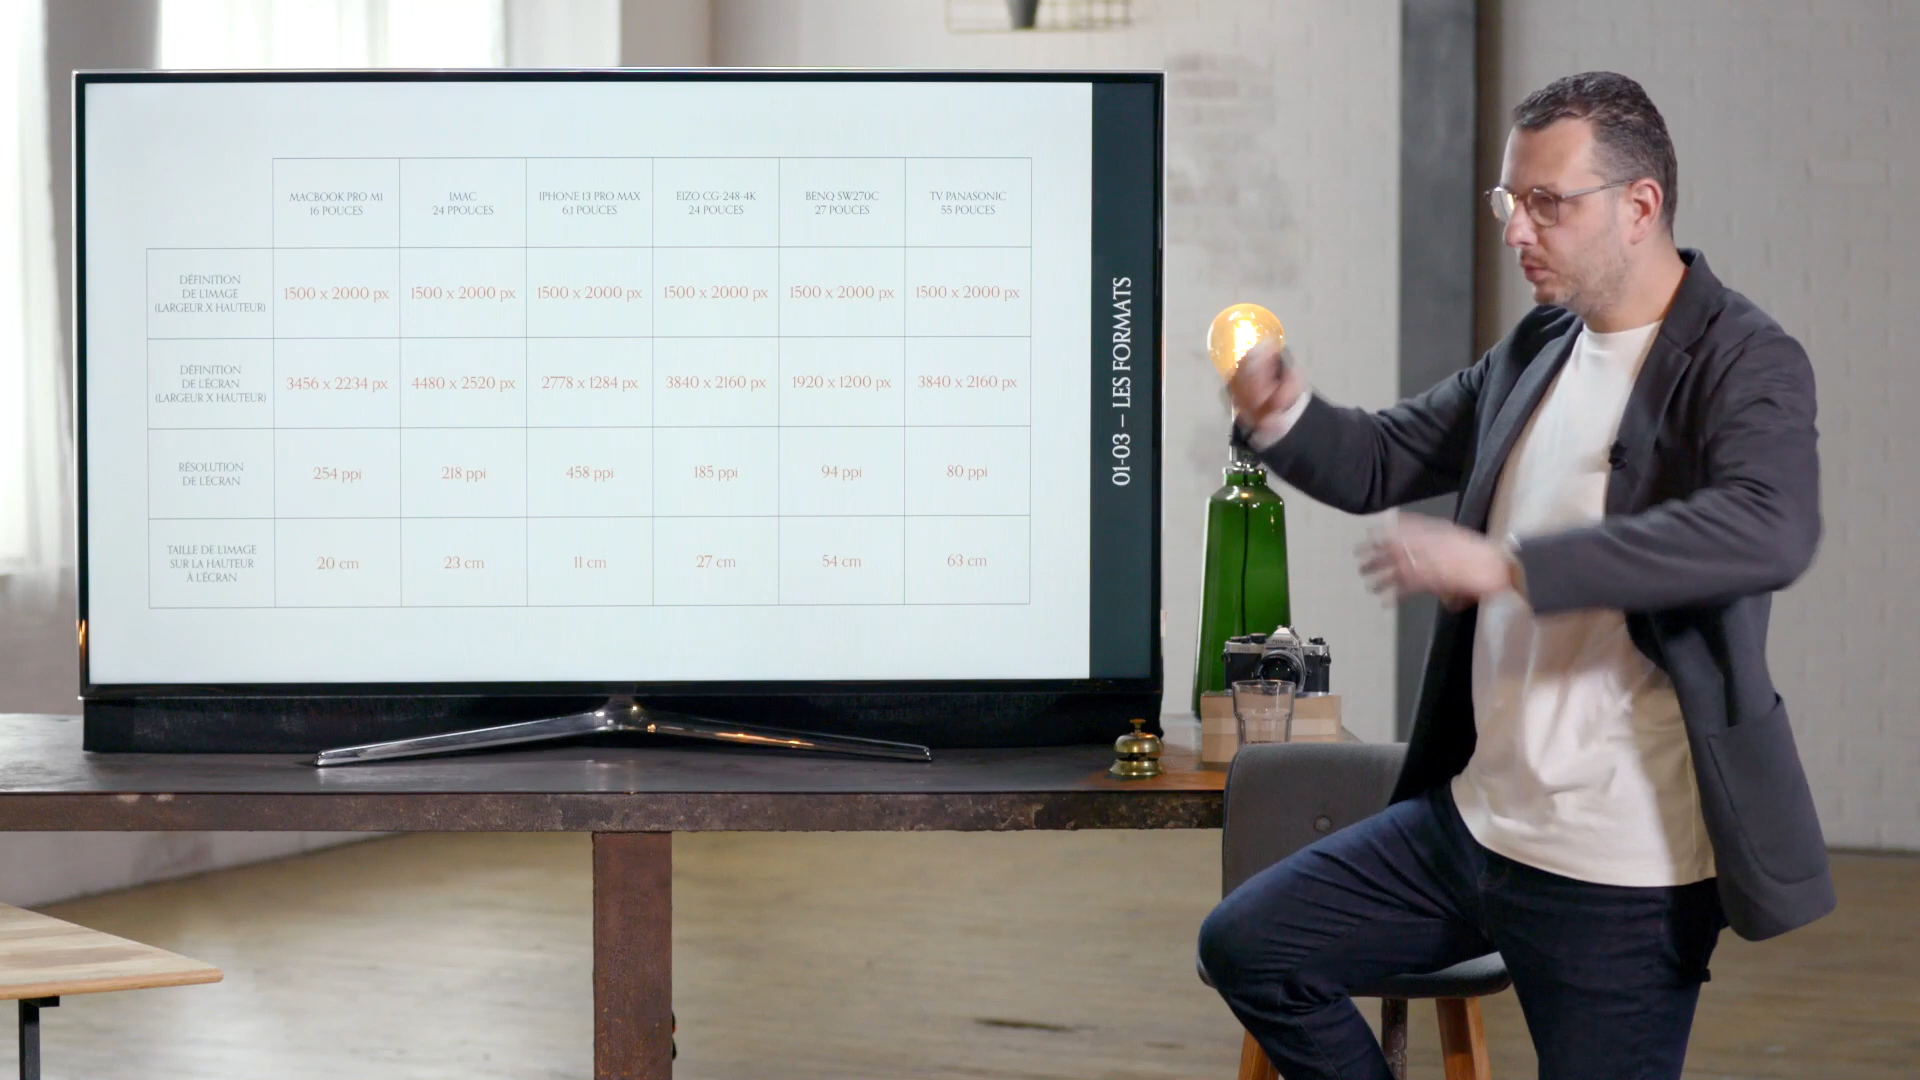 MACBOOK PRO M1
16 POUCES
IMAC
24 PPOUCES
IPHONE 13 PRO MAX
6.1 POUCES
EIZO CG-248-4K
24 POUCES
BENQ SW270C
27 POUCES
TV PANASONIC
55 POUCES
DÉFINITION
DE L'IMAGE
(LARGEUR X HAUTEUR)
1500 x 2000 px
1500 x 2000 px
1500 x 2000 px
1500 x 2000 px
1500 x 2000 px
1500 x 2000 px
DÉFINITION
DE L'ÉCRAN
(LARGEUR X HAUTEUR)
3456 x 2234 px
4480 x 2520 px
2778 x 1284 px
3840 x 2160 px
1920 x 1200 px
3840 x 2160 px
RÉSOLUTION
DE L'ÉCRAN
254 ppi
218 ppi
458 ppi
185 ppi
94 ppi
80 ppi
TAILLE DE L'IMAGE
SUR LA HAUTEUR
À L'ÉCRAN
20 cm
23 cm
11 cm
27 cm
54 cm
63 cm
01-03 – LES FORMATS